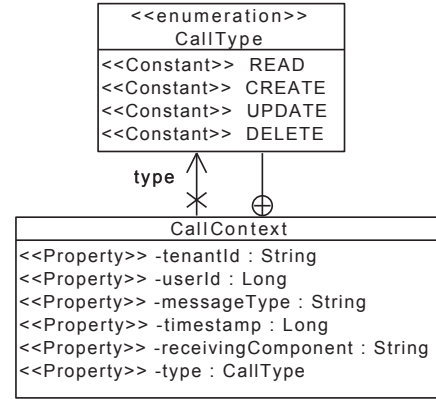 <<enumeration>>
CallType
<<Constant>> READ
<<Constant>> CREATE
<<Constant>> UPDATE
<<Constant>> DELETE
type
CallContext
<<Property>> -tenantId : String
<<Property>> -userId : Long
<<Property>> -messageType : String
<<Property>> -timestamp : Long
<<Property>> -receivingComponent : String
<<Property>> -type : CallType